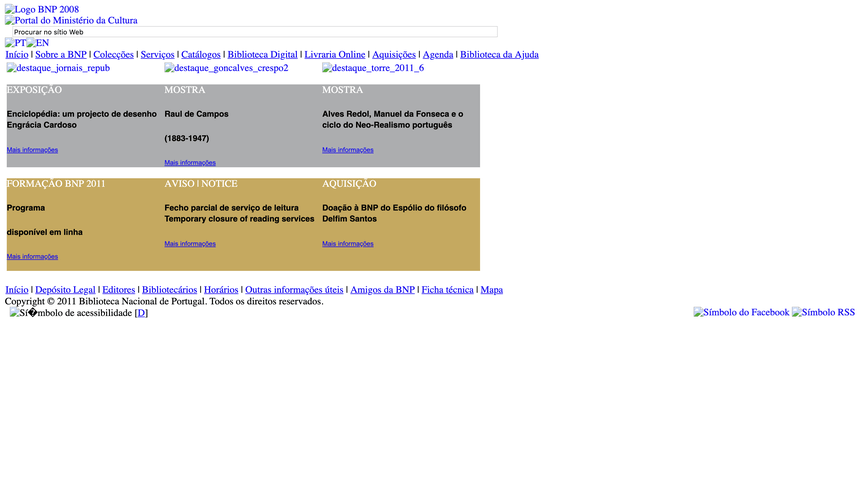 Logo BNP 2008
Portal do Ministério da Cultura
Procurar no sítio Web
PT EN
Início | Sobre a BNP | Colecções | Serviços | Catálogos | Biblioteca Digital | Livraria Online | Aquisições | Agenda | Biblioteca da Ajuda
destaque_jornais_repub destaque_goncalves_crespo2 destaque_torre_2011_6
EXPOSIÇÃO
Enciclopédia: um projecto de desenho
Engrácia Cardoso
Mais informações
MOSTRA
Raul de Campos
(1883-1947)
Mais informações
MOSTRA
Alves Redol, Manuel da Fonseca e o
ciclo do Neo-Realismo português
Mais informações
FORMAÇÃO BNP 2011
Programa
disponível em linha
Mais informações
AVISO | NOTICE
Fecho parcial de serviço de leitura
Temporary closure of reading services
Mais informações
AQUISIÇÃO
Doação à BNP do Espólio do filósofo
Delfim Santos
Mais informações
Início | Depósito Legal | Editores | Bibliotecários | Horários | Outras informações úteis | Amigos da BNP | Ficha técnica | Mapa
Copyright © 2011 Biblioteca Nacional de Portugal. Todos os direitos reservados.
Sí�mbolo de acessibilidade [D] Símbolo do Facebook Símbolo RSS